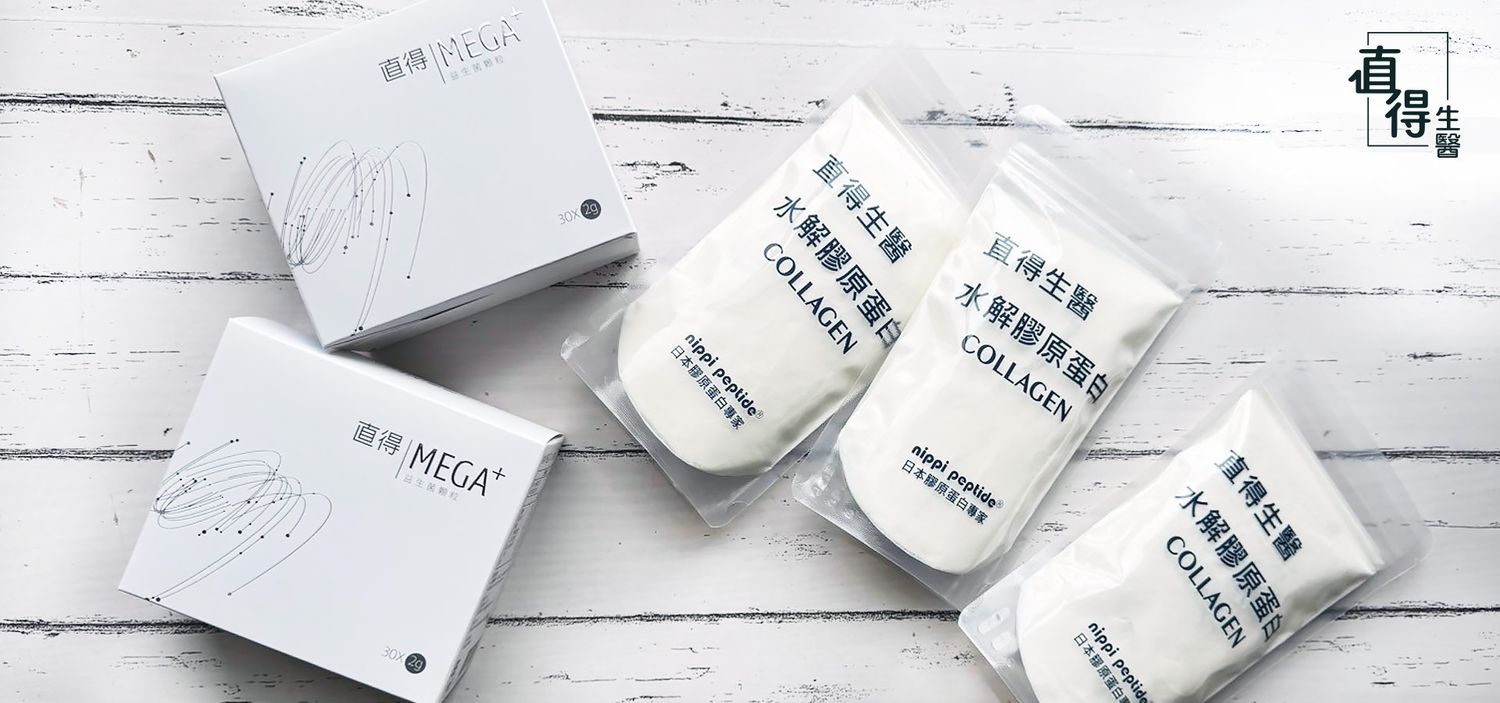 直得 MEGA+
益生菌顆粒
30X 2g
直得 MEGA+
益生菌顆粒
30X 2g
直得生醫
水解膠原蛋白
COLLAGEN
nippi peptide®
日本膠原蛋白專家
直得生醫
水解膠原蛋白
COLLAGEN
nippi peptide®
日本膠原蛋白專家
直得生醫
水解膠原蛋白
COLLAGEN
nippi peptide
日本膠原蛋白
直得生醫